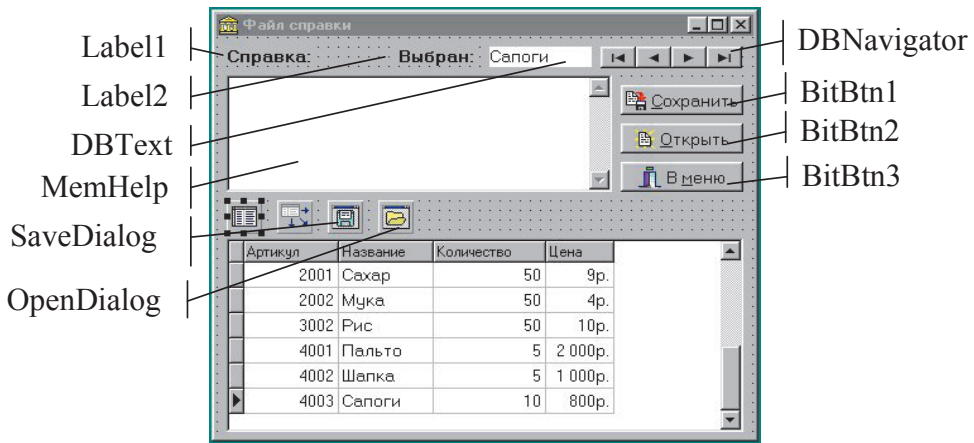 Файл справки
Label1
Справка:
Выбран:
Сапоги
DBNavigator
Label2
Сохранить
BitBtn1
DBText
Открыть
BitBtn2
MemHelp
В меню
BitBtn3
SaveDialog
OpenDialog
Артикул Название Количество Цена
2001 Сахар 50 9р.
2002 Мука 50 4р.
3002 Рис 50 10р.
4001 Пальто 5 2 000р.
4002 Шапка 5 1 000р.
4003 Сапоги 10 800р.